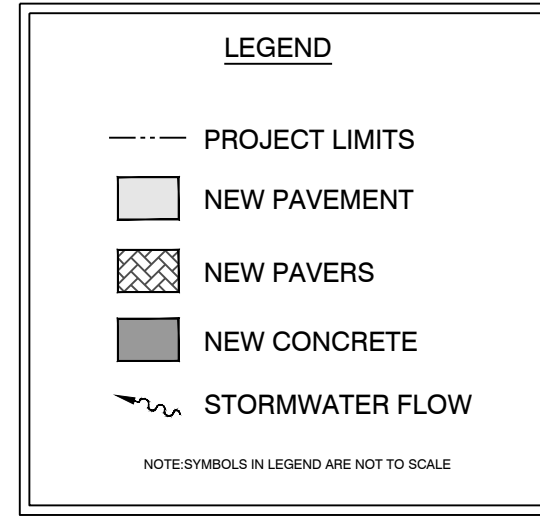 LEGEND
PROJECT LIMITS
NEW PAVEMENT
NEW PAVERS
NEW CONCRETE
STORMWATER FLOW
NOTE:SYMBOLS IN LEGEND ARE NOT TO SCALE